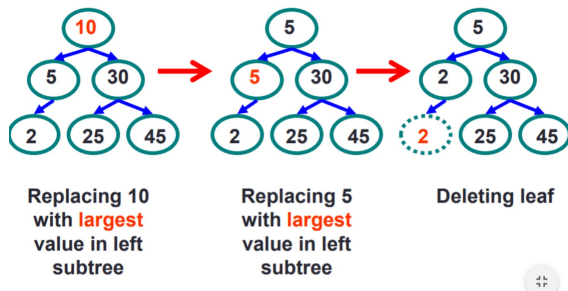 10
5
5
5
30
5
30
2
30
2
25
45
2
25
45
2
25
45
Replacing 10
with largest
value in left
subtree
Replacing 5
with largest
value in left
subtree
Deleting leaf